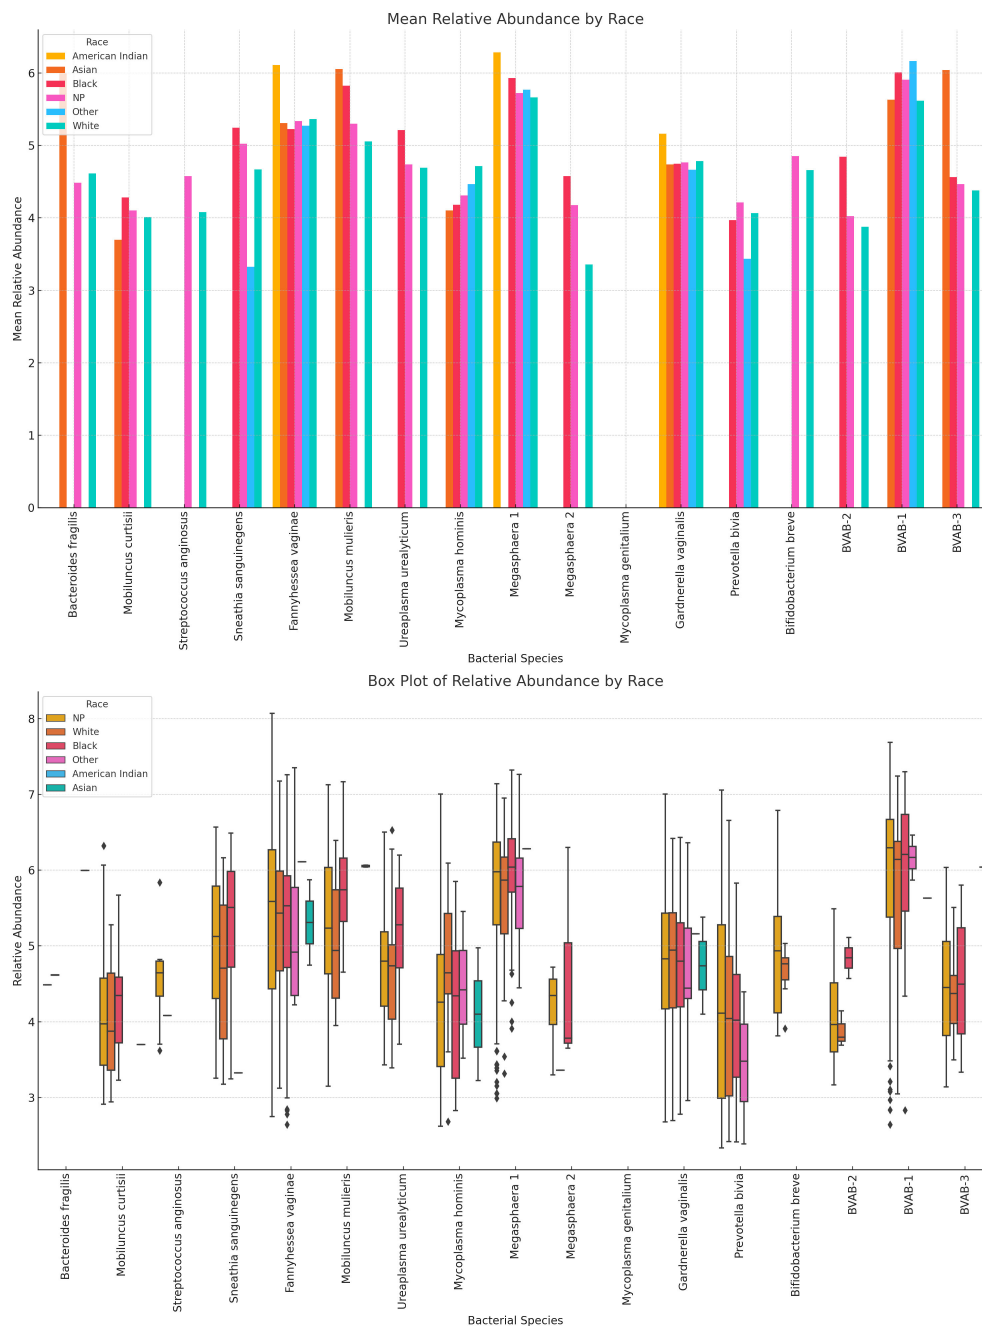 Mean Relative Abundance by Race
Race
American Indian
Asian
Black
NP
Other
White
Mean Relative Abundance
6
5
4
3
2
1
0
Bacteroides fragilis
Mobiluncus curtisii
Streptococcus anginosus
Sneathia sanguinegens
Fannyhessea vaginae
Mobiluncus mulieris
Ureaplasma urealyticum
Mycoplasma hominis
Megasphaera 1
Megasphaera 2
Mycoplasma genitalium
Gardnerella vaginalis
Prevotella bivia
Bifidobacterium breve
BVAB-2
BVAB-1
BVAB-3
Bacterial Species
Box Plot of Relative Abundance by Race
Race
NP
White
Black
Other
American Indian
Asian
Relative Abundance
8
7
6
5
4
3
Bacteroides fragilis
Mobiluncus curtisii
Streptococcus anginosus
Sneathia sanguinegens
Fannyhessea vaginae
Mobiluncus mulieris
Ureaplasma urealyticum
Mycoplasma hominis
Megasphaera 1
Megasphaera 2
Mycoplasma genitalium
Gardnerella vaginalis
Prevotella bivia
Bifidobacterium breve
BVAB-2
BVAB-1
BVAB-3
Bacterial Species